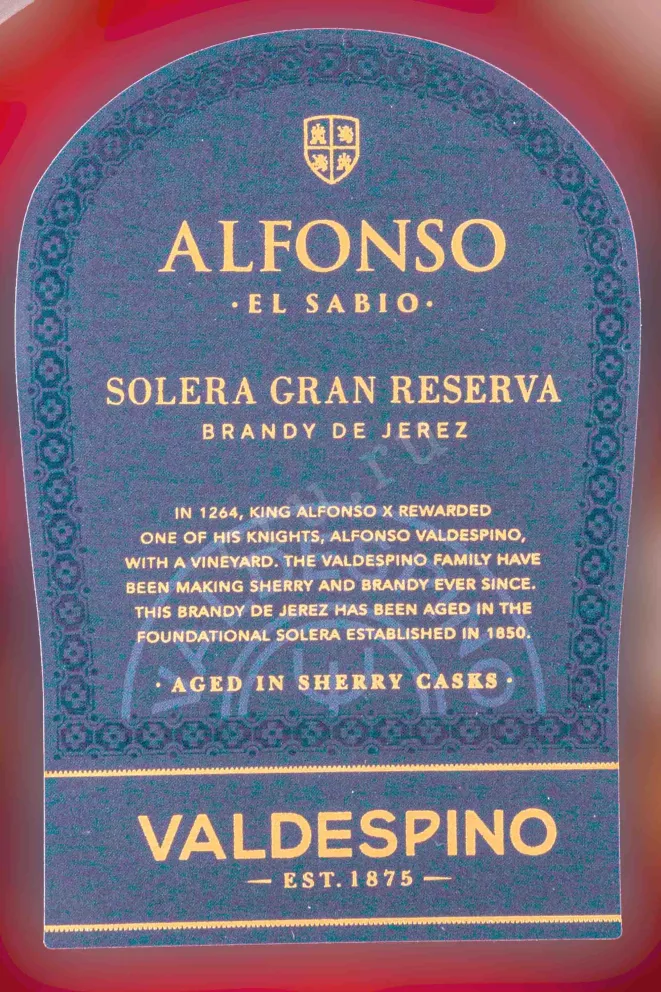 ALFONSO
·EL SABIO·
SOLERA GRAN RESERVA
BRANDY DE JEREZ
IN 1264, KING ALFONSO X REWARDED
ONE OF HIS KNIGHTS, ALFONSO VALDESPINO,
WITH A VINEYARD. THE VALDESPINO FAMILY HAVE
BEEN MAKING SHERRY AND BRANDY EVER SINCE.
THIS BRANDY DE JEREZ HAS BEEN AGED IN THE
FOUNDATIONAL SOLERA ESTABLISHED IN 1850.
· AGED IN SHERRY CASKS ·
VALDESPINO
— EST. 1875 —